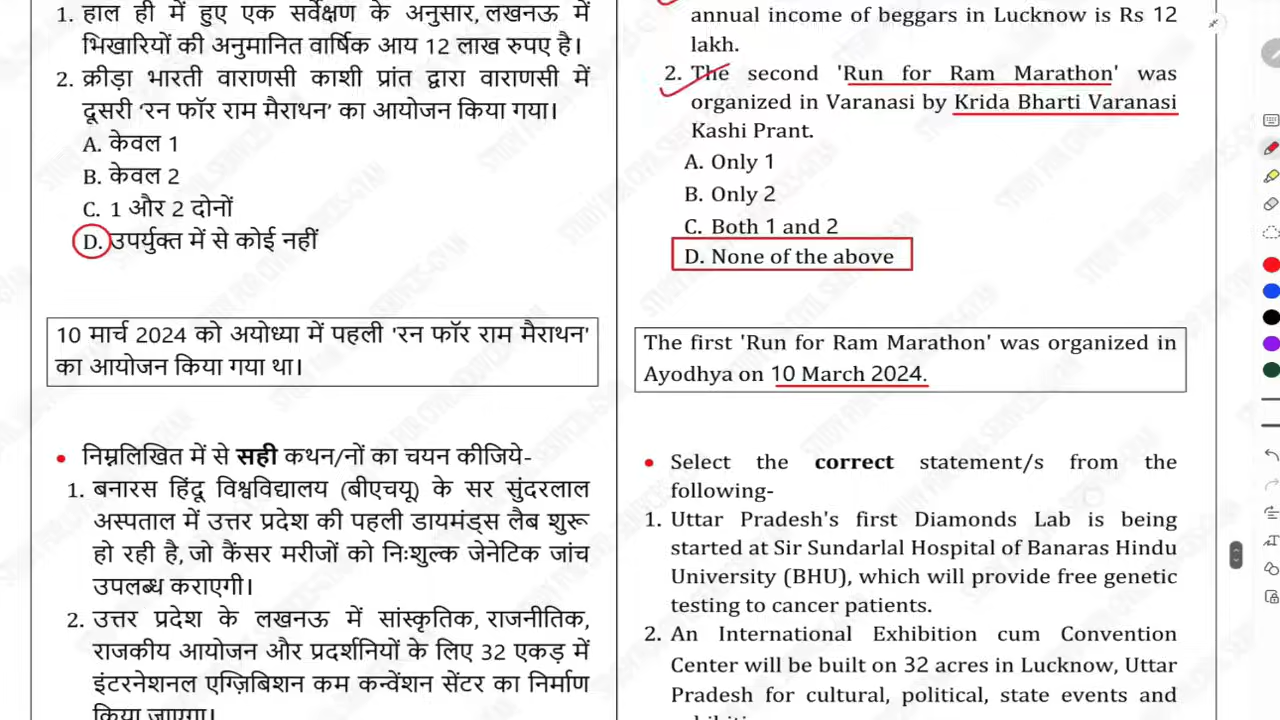 1. हाल ही में हुए एक सर्वेक्षण के अनुसार, लखनऊ में
भिखारियों की अनुमानित वार्षिक आय 12 लाख रुपए है।
2. क्रीड़ा भारती वाराणसी काशी प्रांत द्वारा वाराणसी में
दूसरी ‘रन फॉर राम मैराथन’ का आयोजन किया गया।
A. केवल 1
B. केवल 2
C. 1 और 2 दोनों
D. उपर्युक्त में से कोई नहीं
10 मार्च 2024 को अयोध्या में पहली 'रन फॉर राम मैराथन'
का आयोजन किया गया था।
• निम्नलिखित में से सही कथन/नों का चयन कीजिये-
1. बनारस हिंदू विश्वविद्यालय (बीएचयू) के सर सुंदरलाल
अस्पताल में उत्तर प्रदेश की पहली डायमंड्स लैब शुरू
हो रही है, जो कैंसर मरीजों को निःशुल्क जेनेटिक जांच
उपलब्ध कराएगी।
2. उत्तर प्रदेश के लखनऊ में सांस्कृतिक, राजनीतिक,
राजकीय आयोजन और प्रदर्शनियों के लिए 32 एकड़ में
इंटरनेशनल एग्ज़िबिशन कम कन्वेंशन सेंटर का निर्माण
किया जाएगा।
annual income of beggars in Lucknow is Rs 12
lakh.
2. The second 'Run for Ram Marathon' was
organized in Varanasi by Krida Bharti Varanasi
Kashi Prant.
A. Only 1
B. Only 2
C. Both 1 and 2
D. None of the above
The first 'Run for Ram Marathon' was organized in
Ayodhya on 10 March 2024.
• Select the correct statement/s from the
following-
1. Uttar Pradesh's first Diamonds Lab is being
started at Sir Sundarlal Hospital of Banaras Hindu
University (BHU), which will provide free genetic
testing to cancer patients.
2. An International Exhibition cum Convention
Center will be built on 32 acres in Lucknow, Uttar
Pradesh for cultural, political, state events and